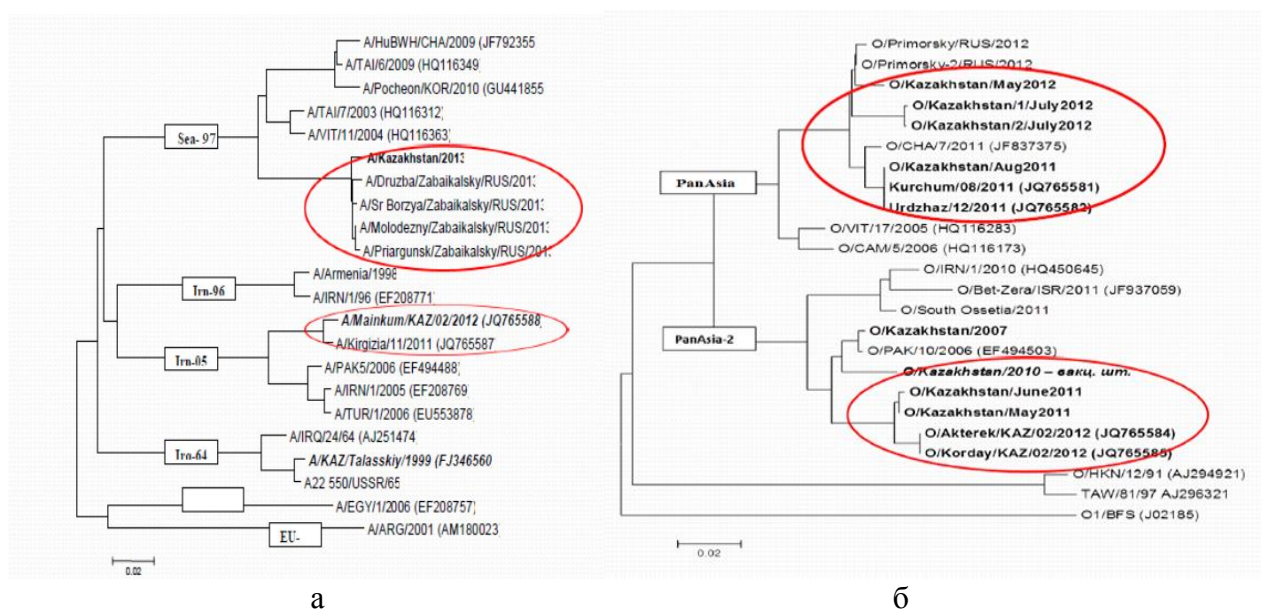 A/HuBWH/CHA/2009 (JF792355
A/TAI/6/2009 (HQ116349)
A/Pocheon/KOR/2010 (GU441855
A/TAI/7/2003 (HQ116312)
A/VIT/11/2004 (HQ116363)
Sea- 97
A/Kazakhstan/2013
A/Druzba/Zabaikalsky/RUS/2013
A/Sr Borzya/Zabaikalsky/RUS/2013
A/Molodezny/Zabaikalsky/RUS/2013
A/Priargunsk/Zabaikalsky/RUS/2013
A/Armenia/1998
Irn-96
A/IRN/1/96 (EF208771)
A/Mainkum/KAZ/02/2012 (JQ765588)
A/Kirgizia/11/2011 (JQ765587
Irn-05
A/PAK5/2006 (EF494488)
A/IRN/1/2005 (EF208769)
A/TUR/1/2006 (EU553878)
A/IRQ/24/64 (AJ251474)
Irq-64
A/KAZ/Talasskiy/1999 (FJ346560
A22 550/USSR/65
A/EGY/1/2006 (EF208757)
A/ARG/2001 (AM180023)
EU-
0.02
а
O/Primorsky/RUS/2012
O/Primorsky-2/RUS/2012
O/Kazakhstan/May2012
O/Kazakhstan/1/July2012
O/Kazakhstan/2/July2012
O/CHA/7/2011 (JF837375)
O/Kazakhstan/Aug2011
Kurchum/08/2011 (JQ765581)
PanAsia
Urdzhaz/12/2011 (JQ765582)
O/VIT/17/2005 (HQ116283)
O/CAM/5/2006 (HQ116173)
O/IRN/1/2010 (HQ450645)
O/Bet-Zera/ISR/2011 (JF937059)
O/South Ossetia/2011
O/Kazakhstan/2007
PanAsia-2
O/PAK/10/2006 (EF494503)
O/Kazakhstan/2010 – вакц. шт.
O/Kazakhstan/June2011
O/Kazakhstan/May2011
O/Akterek/KAZ/02/2012 (JQ765584)
O/Korday/KAZ/02/2012 (JQ765585)
O/HKN/12/91 (AJ294921)
TAW/81/97 AJ296321
O1/BFS (J02185)
0.02
б